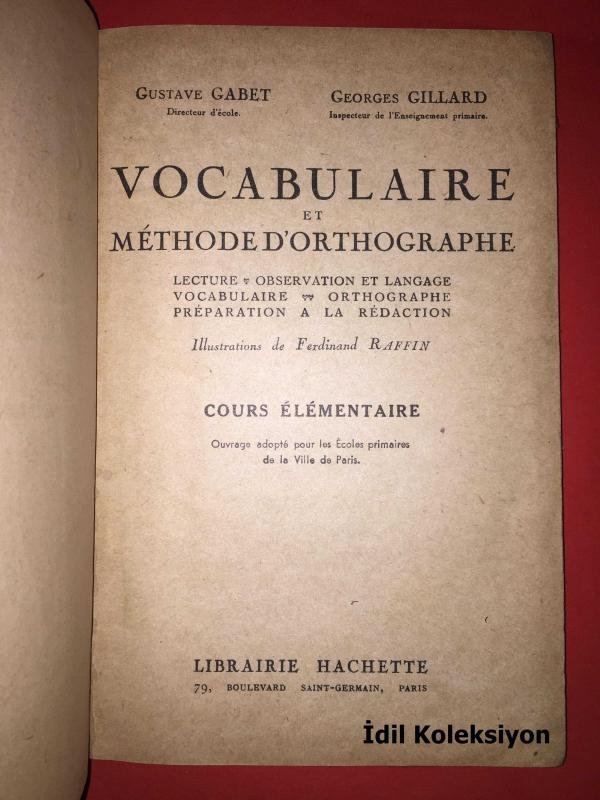 GUSTAVE GABET
Directeur d'école.
GEORGES GILLARD
Inspecteur de l'Enseignement primaire.
VOCABULAIRE
ET
MÉTHODE D'ORTHOGRAPHE
LECTURE OBSERVATION ET LANGAGE
VOCABULAIRE ORTHOGRAPHE
PRÉPARATION A LA RÉDACTION
Illustrations de Ferdinand RAFFIN
COURS ÉLÉMENTAIRE
Ouvrage adopté pour les Écoles primaires
de la Ville de Paris.
LIBRAIRIE HACHETTE
79, BOULEVARD SAINT-GERMAIN, PARIS
İdil Koleksiyon